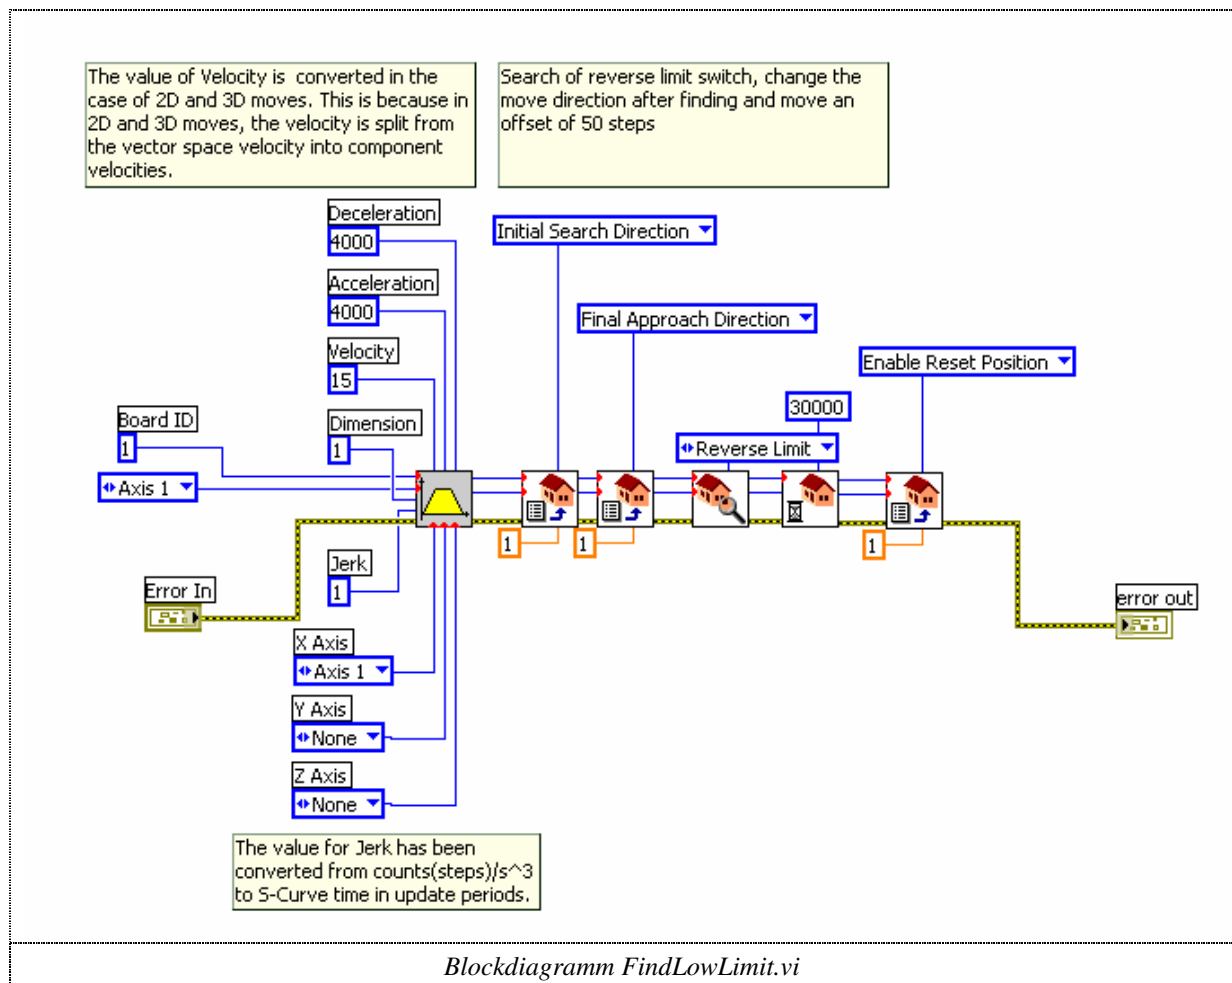 The value of Velocity is  converted in the
case of 2D and 3D moves. This is because in
2D and 3D moves, the velocity is split from
the vector space velocity into component
velocities.
Search of reverse limit switch, change the
move direction after finding and move an
offset of 50 steps
Deceleration
4000
Initial Search Direction
Acceleration
4000
Final Approach Direction
Velocity
15
Enable Reset Position
Board ID
1
Dimension
1
30000
Reverse Limit
Axis 1
1
1
1
Jerk
1
Error In
error out
X Axis
Axis 1
Y Axis
None
Z Axis
None
The value for Jerk has been
converted from counts(steps)/s^3
to S-Curve time in update periods.
Blockdiagramm FindLowLimit.vi